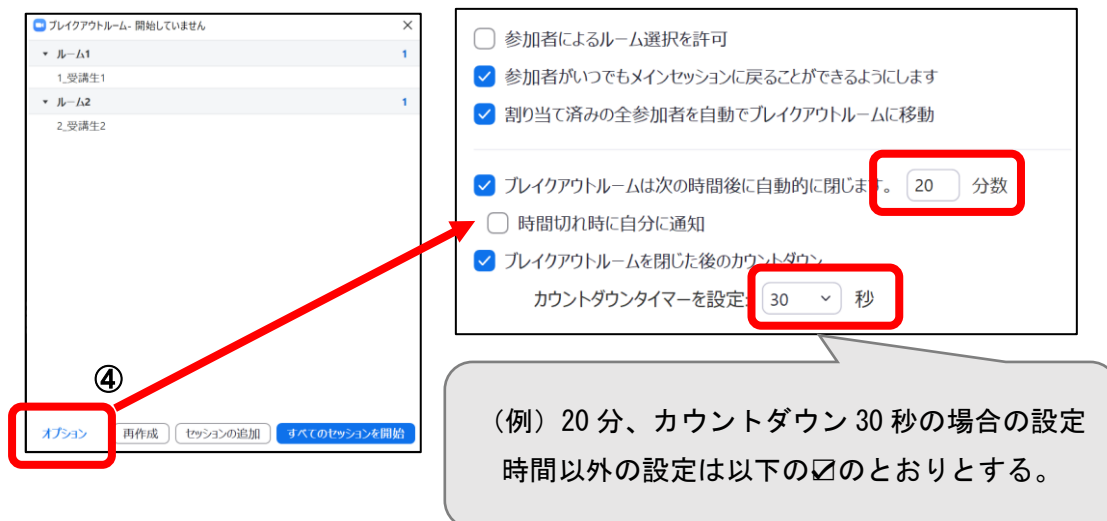 ブレイクアウトルーム- 開始していません
ルーム1 1
1_受講生1
ルーム2 1
2_受講生2
④
オプション 再作成 セッションの追加 すべてのセッションを開始
参加者によるルーム選択を許可
参加者がいつでもメインセッションに戻ることができるようにします
割り当て済みの全参加者を自動でブレイクアウトルームに移動
ブレイクアウトルームは次の時間後に自動的に閉じます。 20 分数
時間切れ時に自分に通知
ブレイクアウトルームを閉じた後のカウントダウン
カウントダウンタイマーを設定: 30 秒
（例）20 分、カウントダウン 30 秒の場合の設定
時間以外の設定は以下の☑のとおりとする。